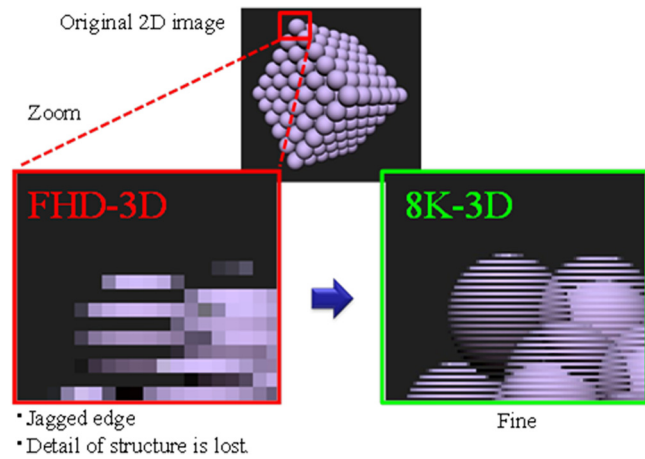 Original 2D image
Zoom
FHD-3D
8K-3D
・Jagged edge
・Detail of structure is lost.
Fine